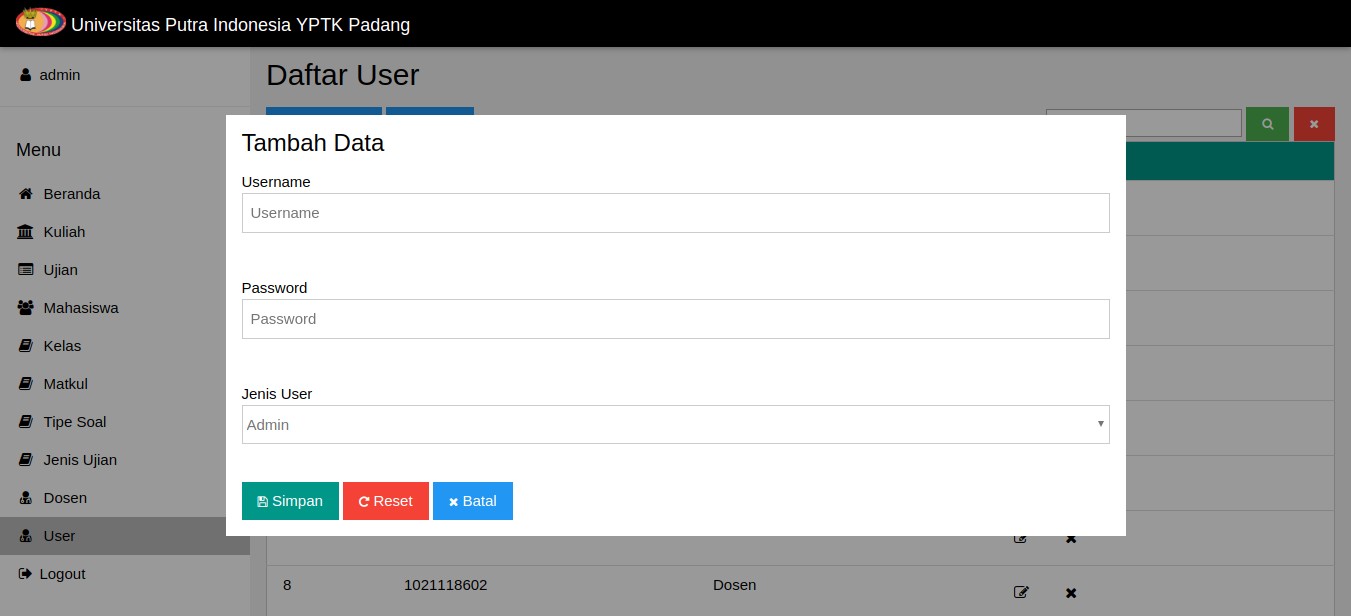 Universitas Putra Indonesia YPTK Padang
admin
Daftar User
Menu
Beranda
Kuliah
Ujian
Mahasiswa
Kelas
Matkul
Tipe Soal
Jenis Ujian
Dosen
User
Logout
Tambah Data
Username
Username
Password
Password
Jenis User
Admin
Simpan Reset Batal
8 1021118602 Dosen